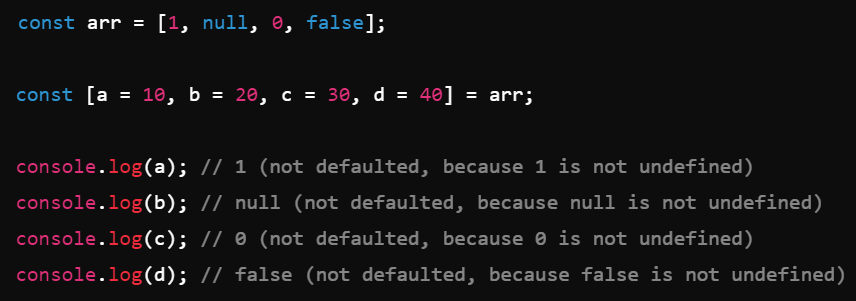 const arr = [1, null, 0, false];
const [a = 10, b = 20, c = 30, d = 40] = arr;
console.log(a); // 1 (not defaulted, because 1 is not undefined)
console.log(b); // null (not defaulted, because null is not undefined)
console.log(c); // 0 (not defaulted, because 0 is not undefined)
console.log(d); // false (not defaulted, because false is not undefined)